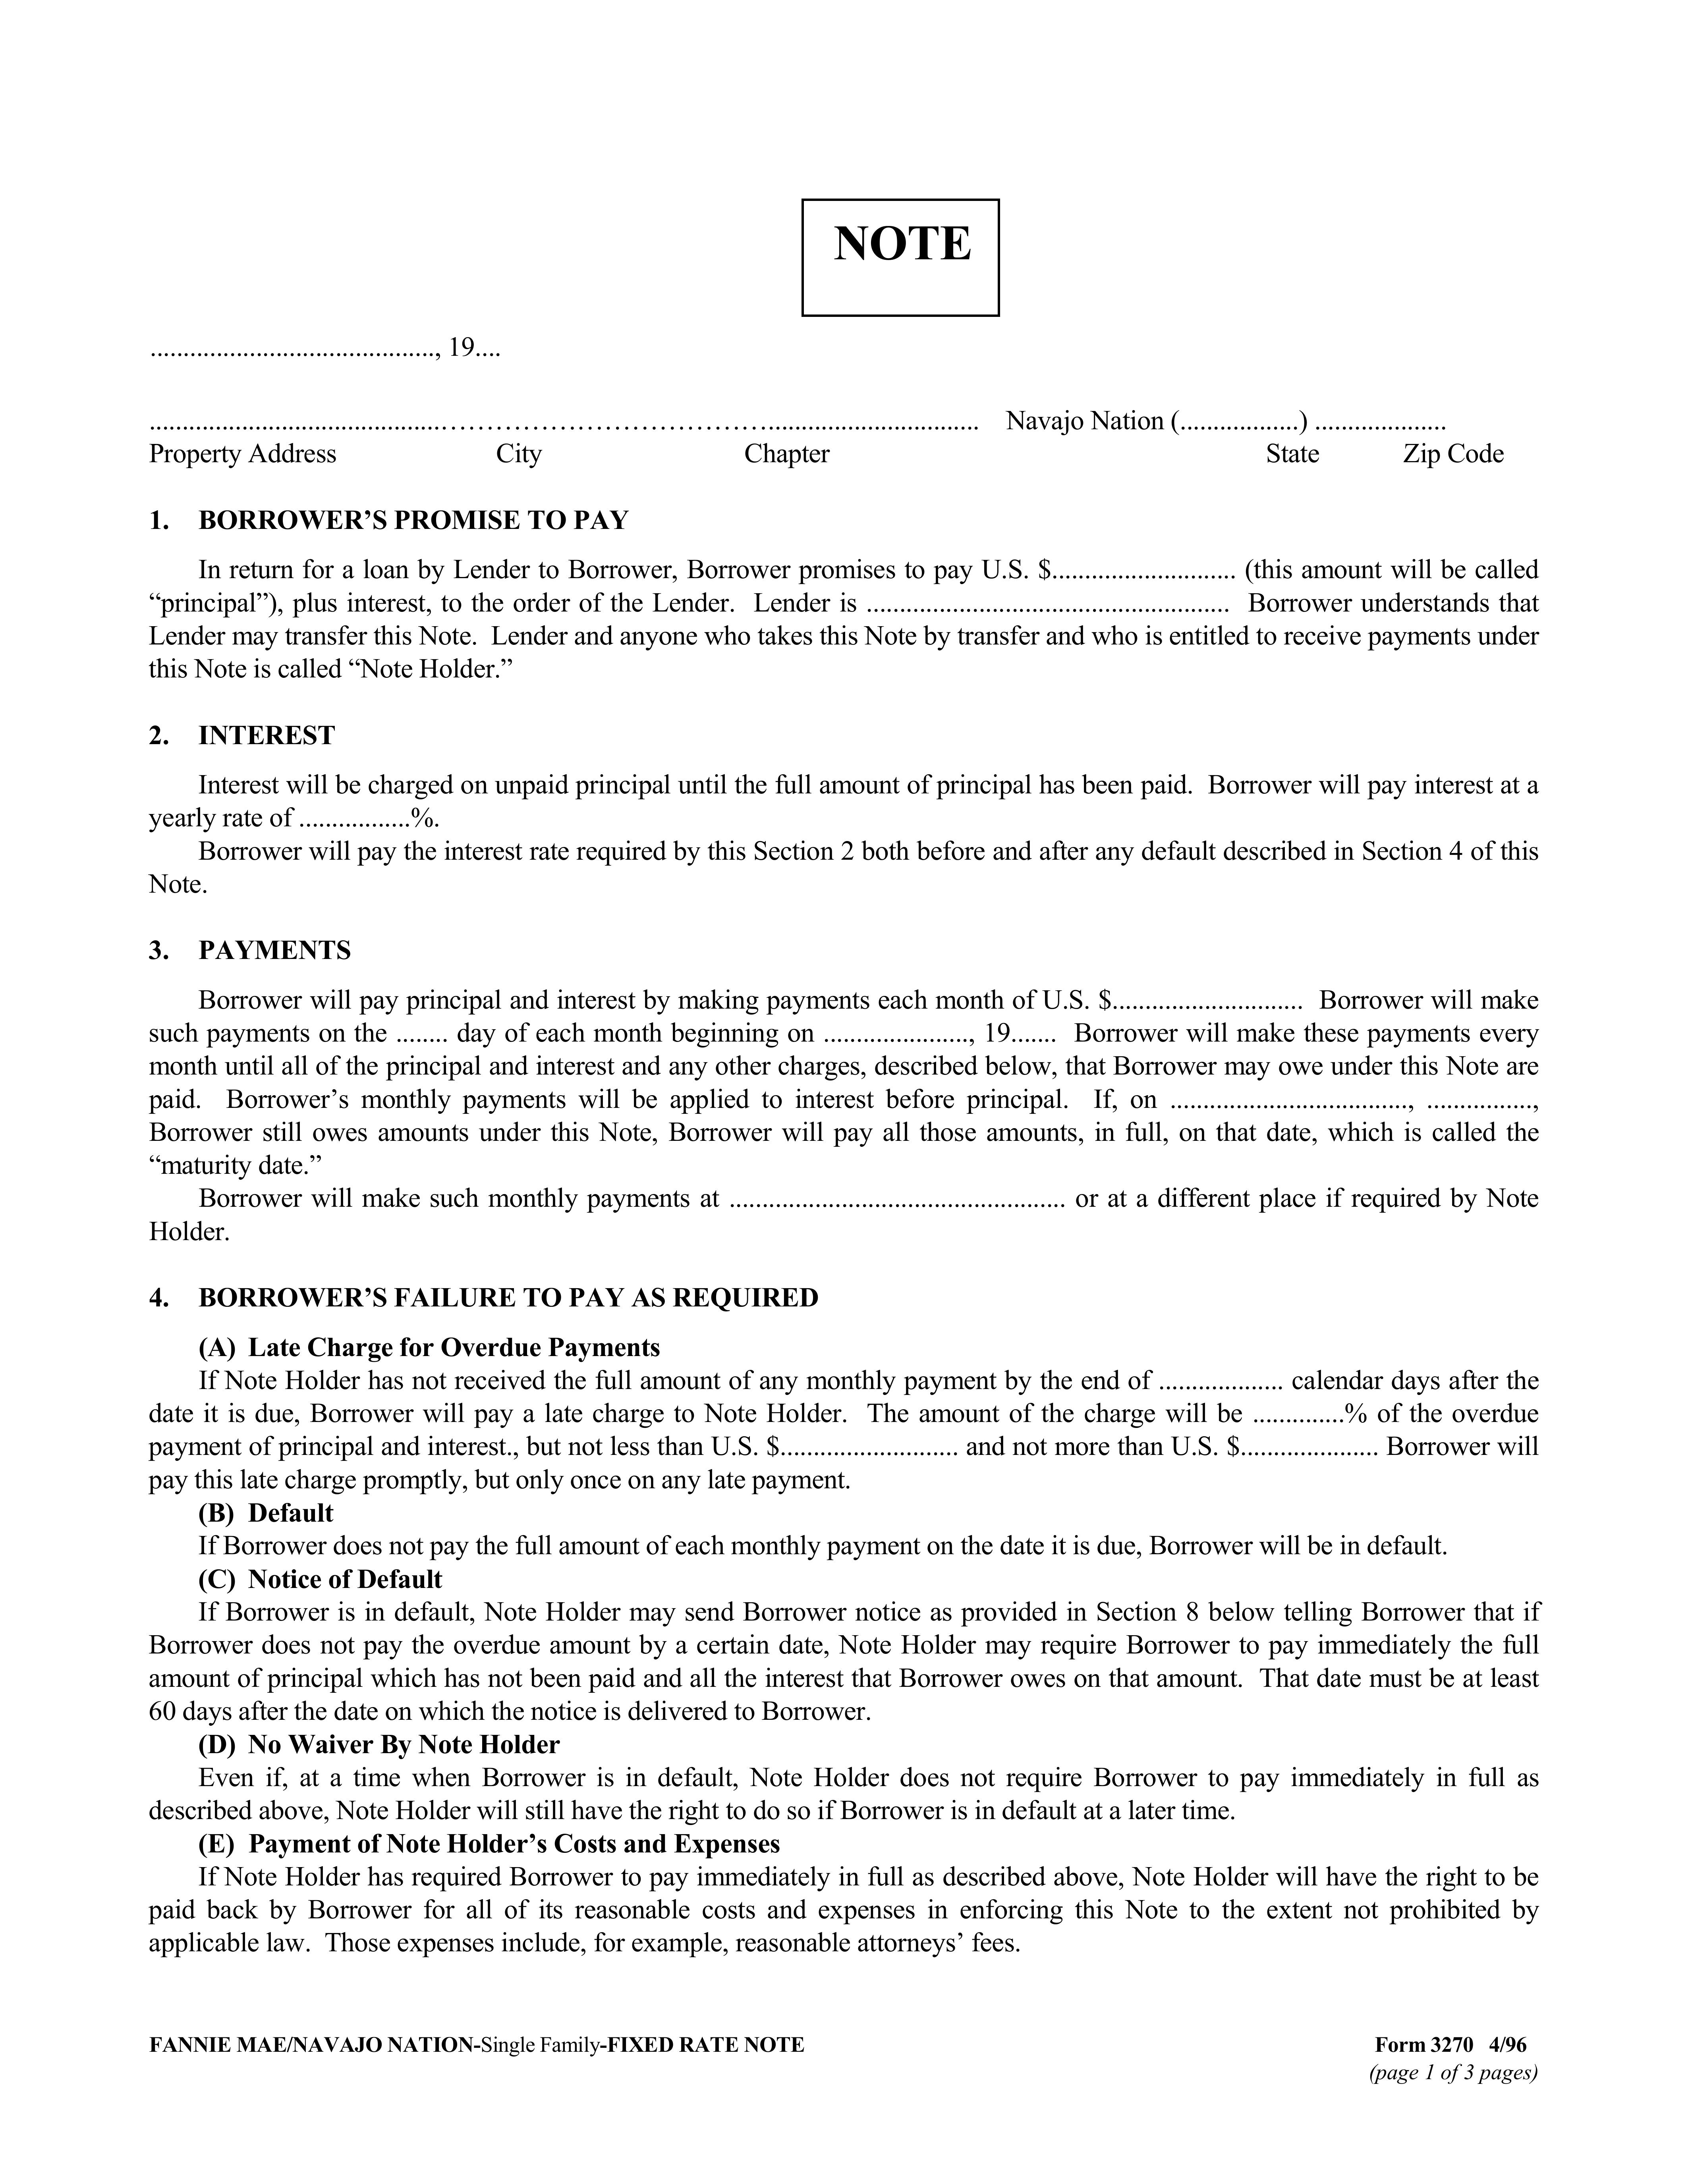 NOTE
............................................, 19....
.............................................…………………………………................................ Navajo Nation (..................) ....................
Property Address City Chapter State Zip Code
1. BORROWER’S PROMISE TO PAY
In return for a loan by Lender to Borrower, Borrower promises to pay U.S. $............................ (this amount will be called
“principal”), plus interest, to the order of the Lender. Lender is ....................................................... Borrower understands that
Lender may transfer this Note. Lender and anyone who takes this Note by transfer and who is entitled to receive payments under
this Note is called “Note Holder.”
2. INTEREST
Interest will be charged on unpaid principal until the full amount of principal has been paid. Borrower will pay interest at a
yearly rate of .................%.
Borrower will pay the interest rate required by this Section 2 both before and after any default described in Section 4 of this
Note.
3. PAYMENTS
Borrower will pay principal and interest by making payments each month of U.S. $............................. Borrower will make
such payments on the ........ day of each month beginning on ......................, 19....... Borrower will make these payments every
month until all of the principal and interest and any other charges, described below, that Borrower may owe under this Note are
paid. Borrower’s monthly payments will be applied to interest before principal. If, on ...................................., ................,
Borrower still owes amounts under this Note, Borrower will pay all those amounts, in full, on that date, which is called the
“maturity date.”
Borrower will make such monthly payments at ................................................... or at a different place if required by Note
Holder.
4. BORROWER’S FAILURE TO PAY AS REQUIRED
(A) Late Charge for Overdue Payments
If Note Holder has not received the full amount of any monthly payment by the end of ................... calendar days after the
date it is due, Borrower will pay a late charge to Note Holder. The amount of the charge will be ..............% of the overdue
payment of principal and interest., but not less than U.S. $........................... and not more than U.S. $..................... Borrower will
pay this late charge promptly, but only once on any late payment.
(B) Default
If Borrower does not pay the full amount of each monthly payment on the date it is due, Borrower will be in default.
(C) Notice of Default
If Borrower is in default, Note Holder may send Borrower notice as provided in Section 8 below telling Borrower that if
Borrower does not pay the overdue amount by a certain date, Note Holder may require Borrower to pay immediately the full
amount of principal which has not been paid and all the interest that Borrower owes on that amount. That date must be at least
60 days after the date on which the notice is delivered to Borrower.
(D) No Waiver By Note Holder
Even if, at a time when Borrower is in default, Note Holder does not require Borrower to pay immediately in full as
described above, Note Holder will still have the right to do so if Borrower is in default at a later time.
(E) Payment of Note Holder’s Costs and Expenses
If Note Holder has required Borrower to pay immediately in full as described above, Note Holder will have the right to be
paid back by Borrower for all of its reasonable costs and expenses in enforcing this Note to the extent not prohibited by
applicable law. Those expenses include, for example, reasonable attorneys’ fees.
FANNIE MAE/NAVAJO NATION-Single Family-FIXED RATE NOTE Form 3270 4/96
(page 1 of 3 pages)